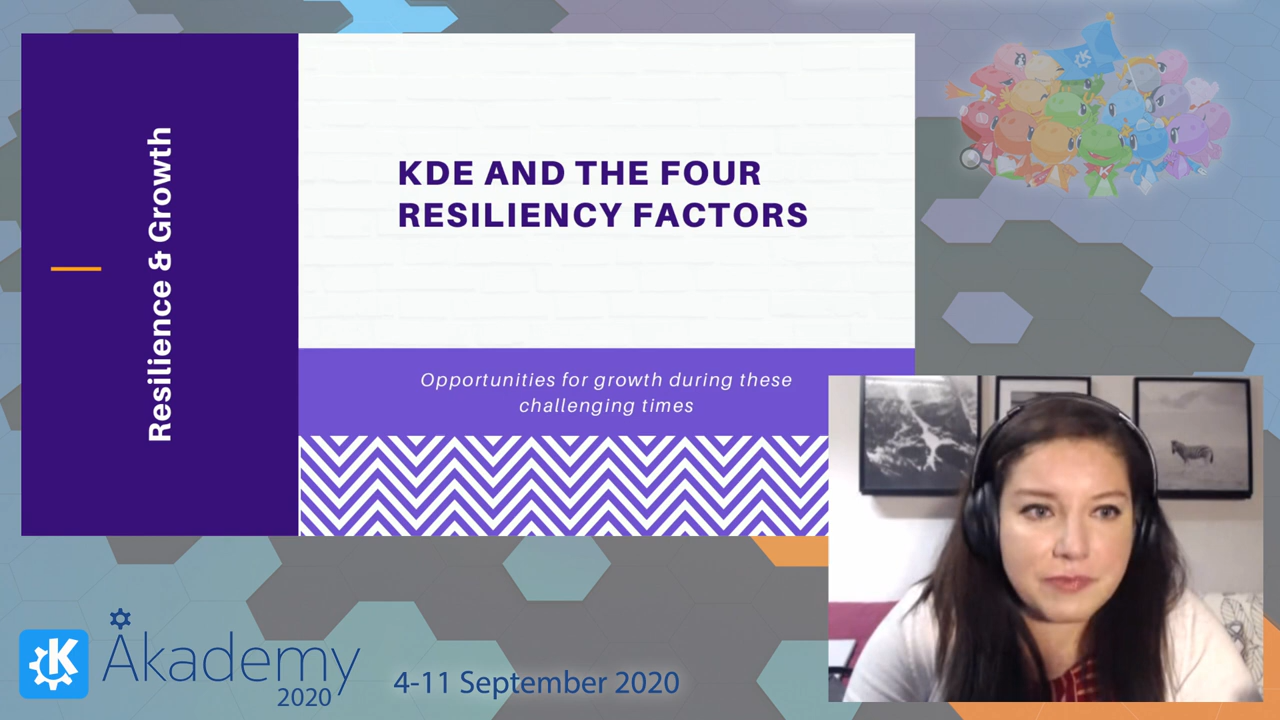 Resilience & Growth
KDE AND THE FOUR
RESILIENCY FACTORS
Opportunities for growth during these
challenging times
K
Akademy
2020
4-11 September 2020